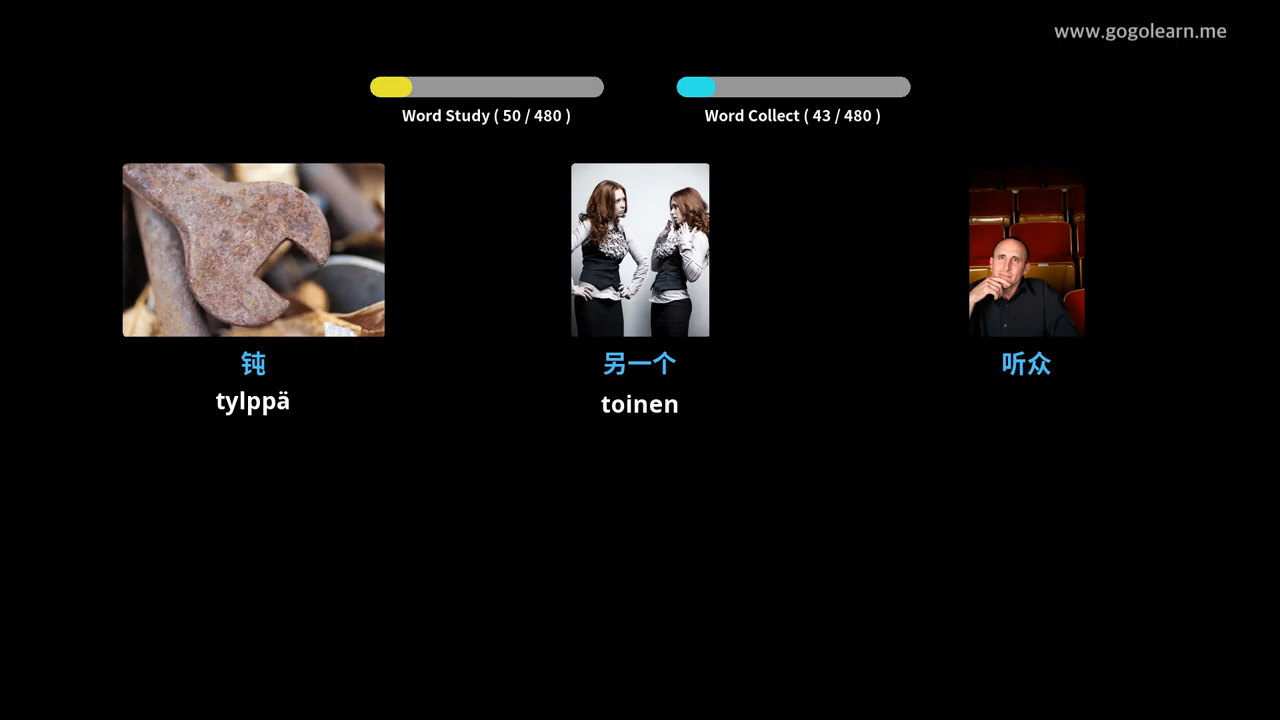 www.gogolearn.me
Word Study ( 50 / 480 )
Word Collect ( 43 / 480 )
钝
另一个
听众
tylppä
toinen